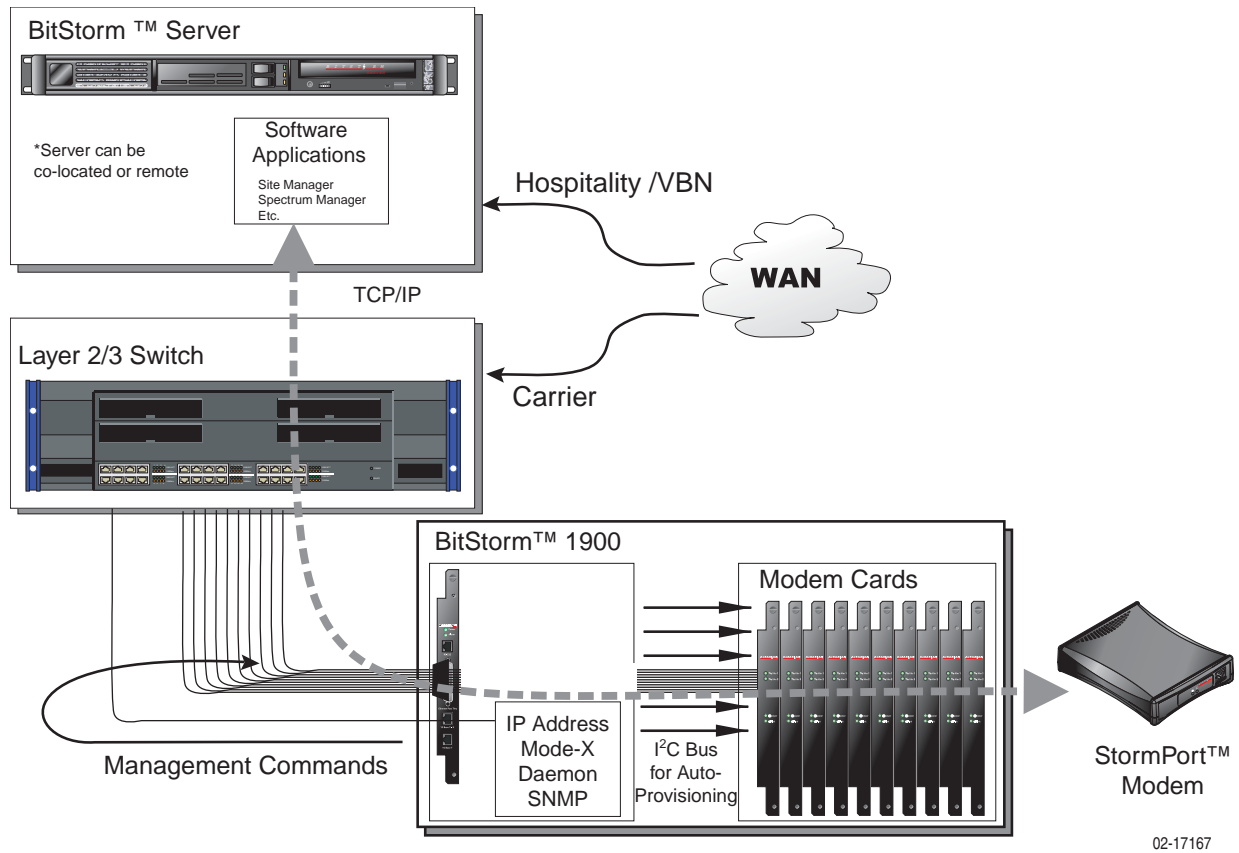 BitStorm ™ Server
*Server can be
co-located or remote
Software
Applications
Site Manager
Spectrum Manager
Etc.
Hospitality /VBN
WAN
TCP/IP
Layer 2/3 Switch
Carrier
BitStorm™ 1900
Modem Cards
IP Address
Mode-X
Daemon
SNMP
I²C Bus
for Auto-
Provisioning
Management Commands
StormPort™
Modem
02-17167